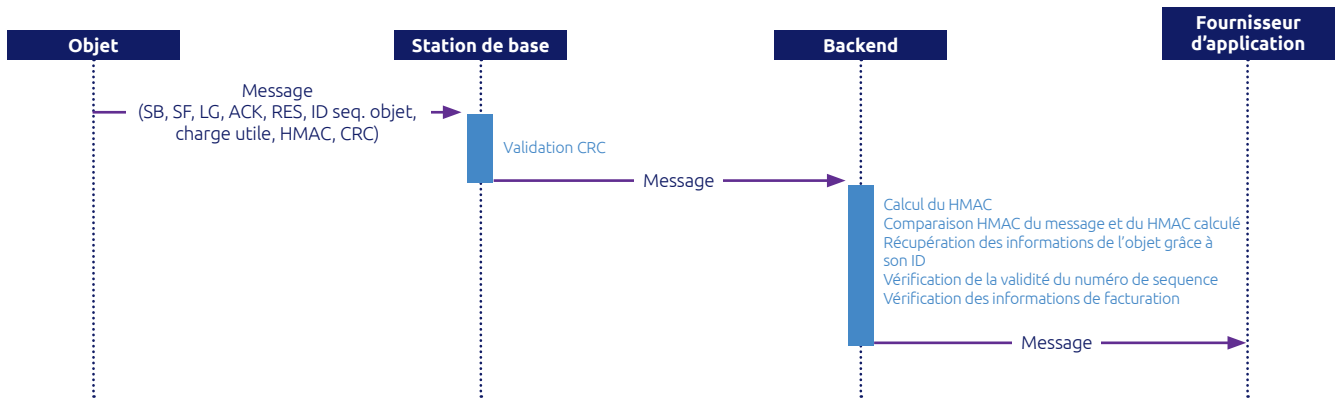 Objet
Station de base
Backend
Fournisseur
d'application
Message
(SB, SF, LG, ACK, RES, ID seq. objet,
charge utile, HMAC, CRC)
Validation CRC
Message
Calcul du HMAC
Comparaison HMAC du message et du HMAC calculé
Récupération des informations de l'objet grâce à
son ID
Vérification de la validité du numéro de sequence
Vérification des informations de facturation
Message